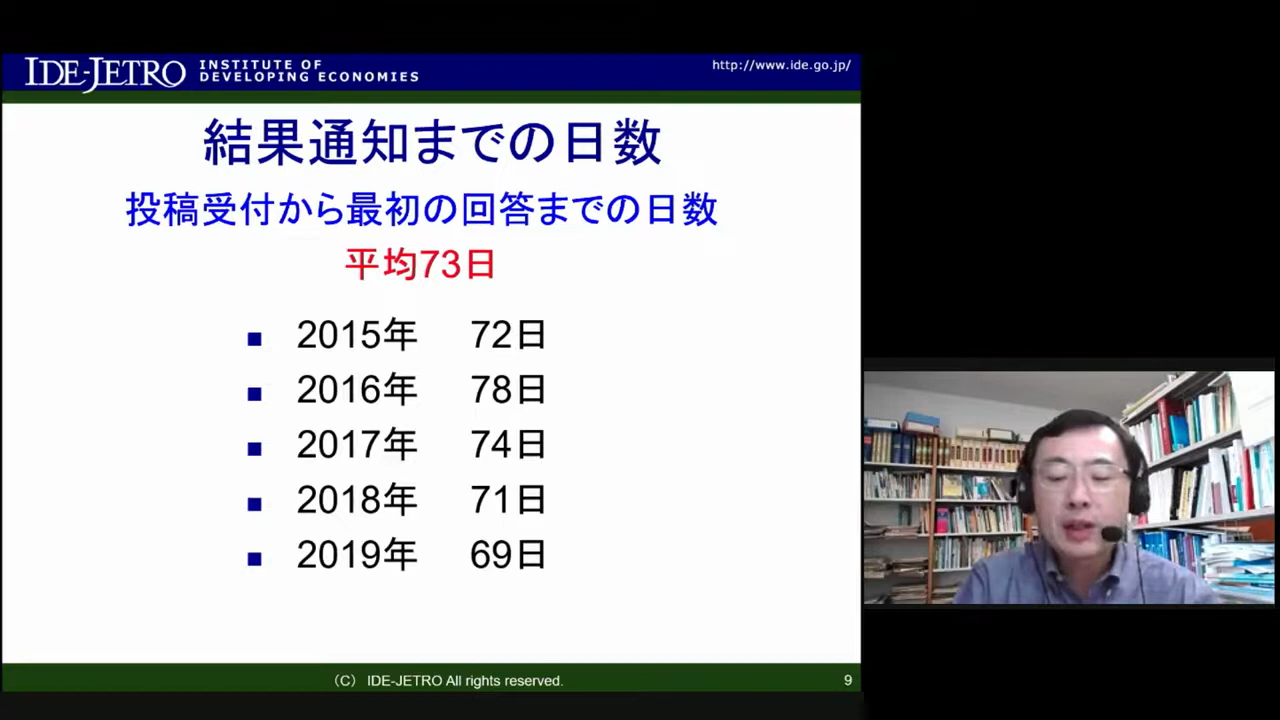 IDE-JETRO
INSTITUTE OF
DEVELOPING ECONOMIES
http://www.ide.go.jp/
結果通知までの日数
投稿受付から最初の回答までの日数
平均73日
2015年 72日
2016年 78日
2017年 74日
2018年 71日
2019年 69日
（C） IDE-JETRO All rights reserved.
9